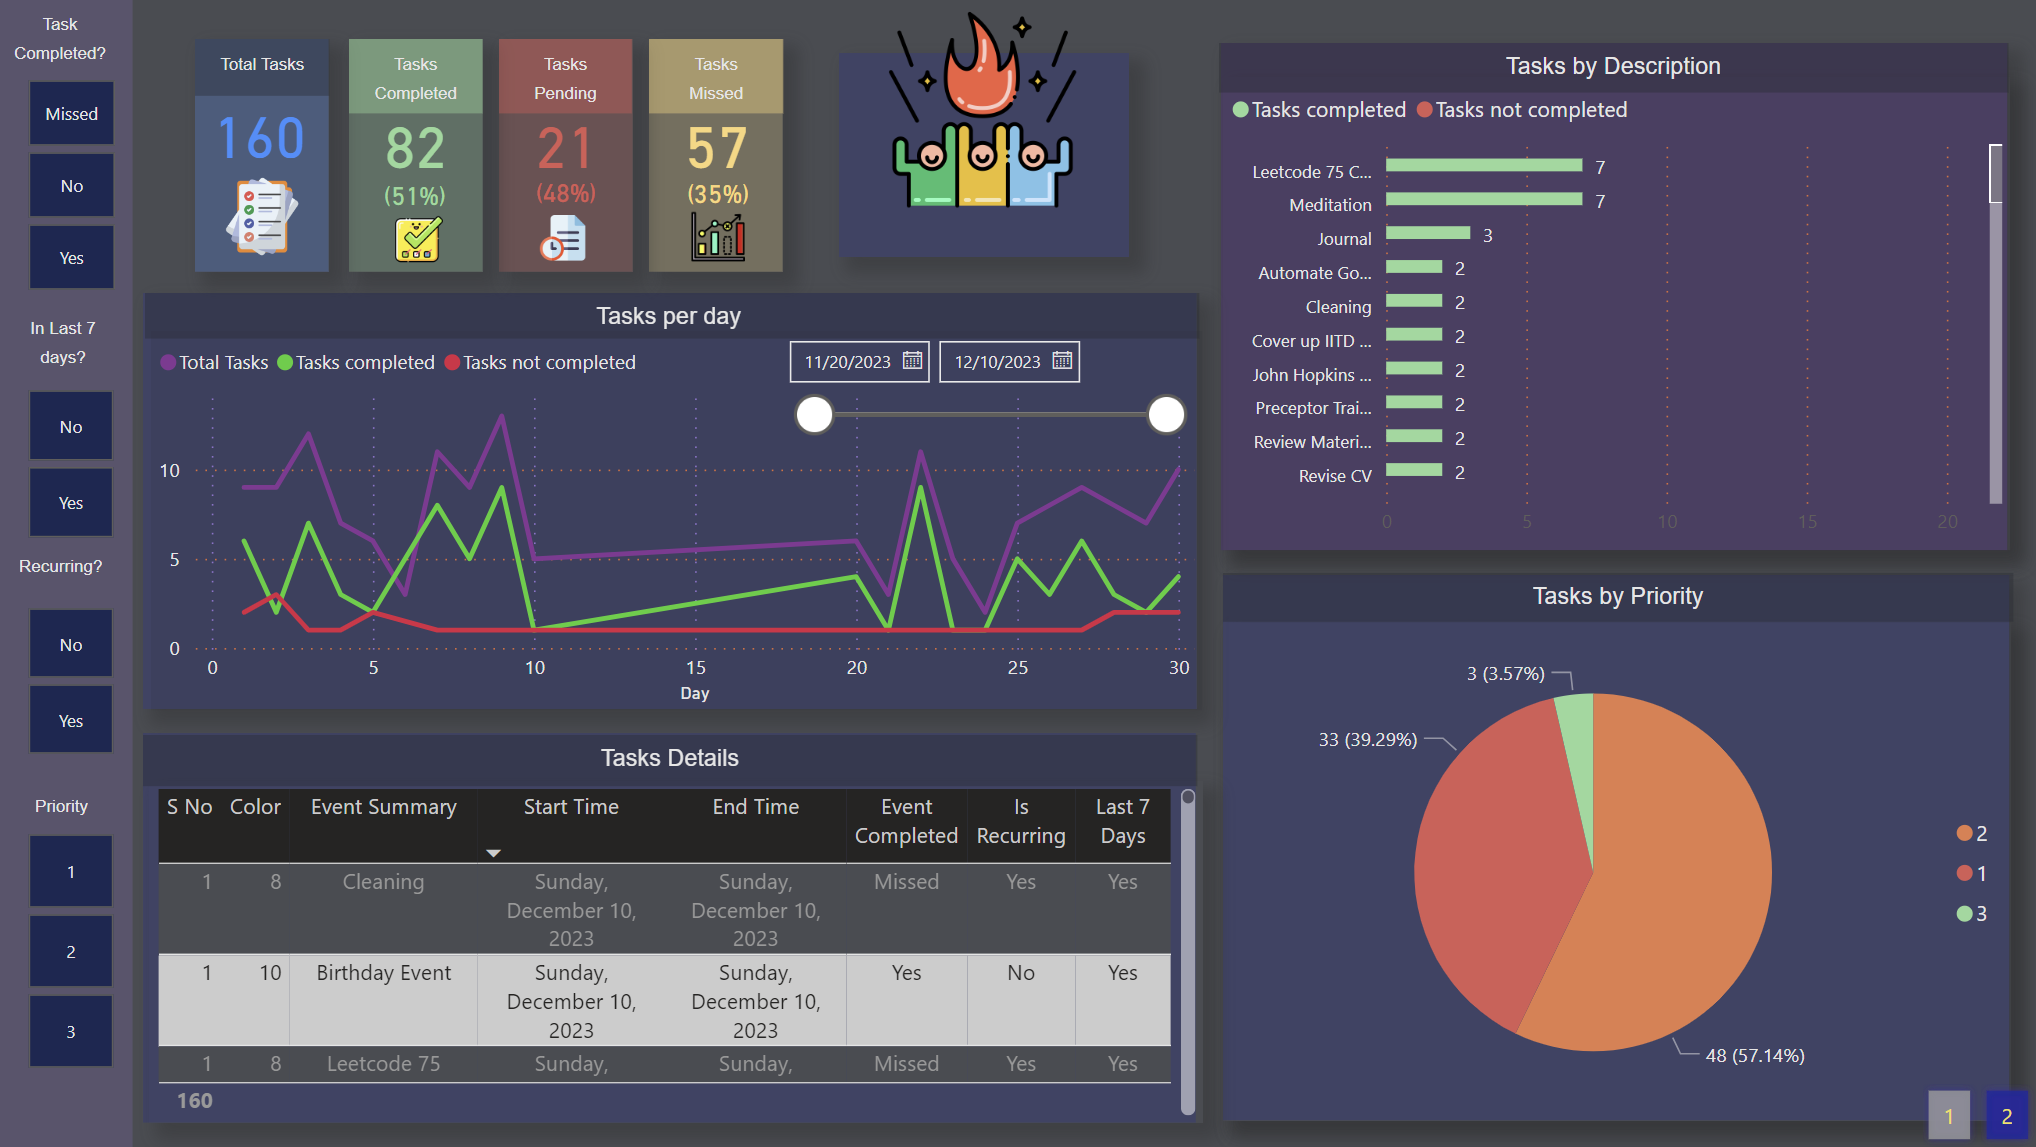 Task
Completed?
Missed
No
Yes
In Last 7
days?
No
Yes
Recurring?
No
Yes
Priority
1
2
3
Total Tasks
160
Tasks
Completed
82
(51%)
Tasks
Pending
21
(48%)
Tasks
Missed
57
(35%)
Tasks per day
Total Tasks Tasks completed Tasks not completed
11/20/2023 12/10/2023
10
5
0
0 5 10 15 20 25 30
Day
Tasks Details
S No Color Event Summary Start Time End Time Event Completed Is Recurring Last 7 Days
1 8 Cleaning Sunday, December 10, 2023 Sunday, December 10, 2023 Missed Yes Yes
1 10 Birthday Event Sunday, December 10, 2023 Sunday, December 10, 2023 Yes No Yes
1 8 Leetcode 75 Sunday, Sunday, Missed Yes Yes
160
Tasks by Description
Tasks completed Tasks not completed
Leetcode 75 C... 7
Meditation 7
Journal 3
Automate Go... 2
Cleaning 2
Cover up IITD ... 2
John Hopkins ... 2
Preceptor Trai... 2
Review Materi... 2
Revise CV 2
0 5 10 15 20
Tasks by Priority
3 (3.57%)
33 (39.29%)
48 (57.14%)
2
1
3
1 2